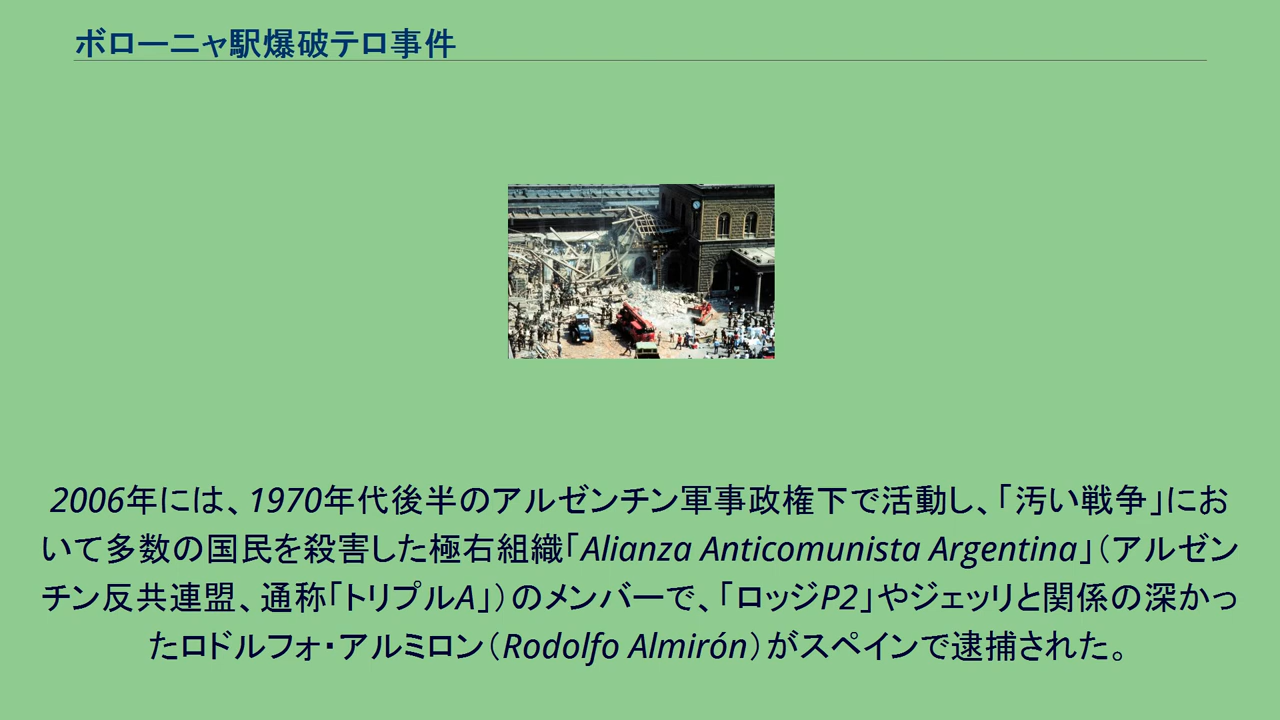 ボローニャ駅爆破テロ事件
2006年には、1970年代後半のアルゼンチン軍事政権下で活動し、「汚い戦争」にお
いて多数の国民を殺害した極右組織「Alianza Anticomunista Argentina」（アルゼン
チン反共連盟、通称「トリプルA」）のメンバーで、「ロッジP2」やジェッリと関係の深かっ
たロドルフォ・アルミロン（Rodolfo Almirón）がスペインで逮捕された。